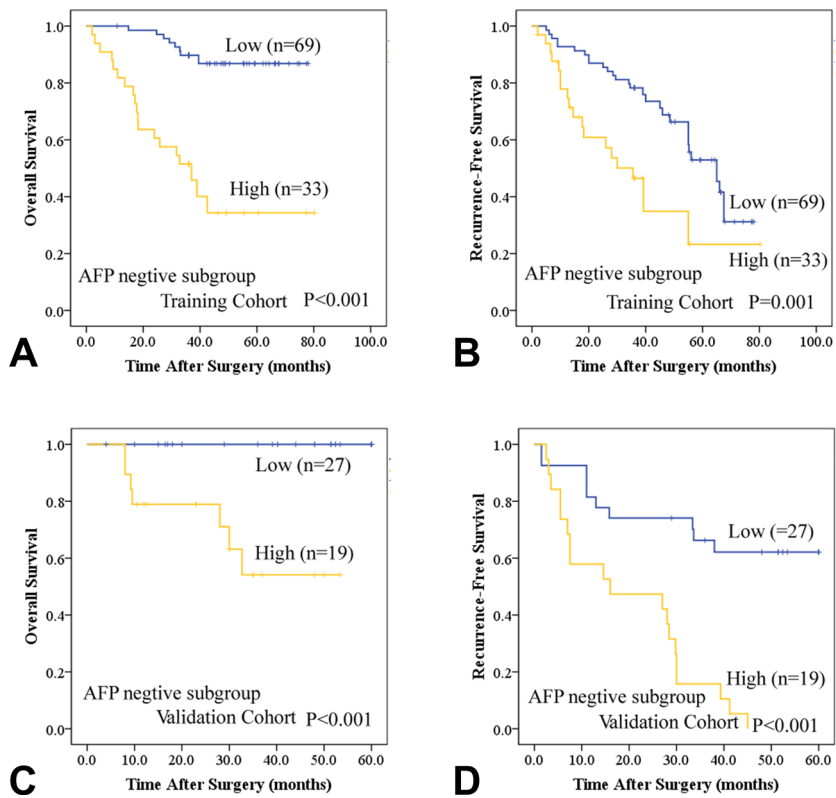 A
Overall Survival
1.0
0.8
0.6
0.4
0.2
0.0
Low (n=69)
High (n=33)
AFP negtive subgroup
Training Cohort P<0.001
0.0 20.0 40.0 60.0 80.0 100.0
Time After Surgery (months)
B
Recurrence-Free Survival
1.0
0.8
0.6
0.4
0.2
0.0
Low (n=69)
High (n=33)
AFP negtive subgroup
Training Cohort P=0.001
0.0 20.0 40.0 60.0 80.0 100.0
Time After Surgery (months)
C
Overall Survival
1.0
0.8
0.6
0.4
0.2
0.0
Low (n=27)
High (n=19)
AFP negtive subgroup
Validation Cohort P<0.001
0.0 10.0 20.0 30.0 40.0 50.0 60.0
Time After Surgery (months)
D
Recurrence-Free Survival
1.0
0.8
0.6
0.4
0.2
0.0
Low (=27)
High (n=19)
AFP negtive subgroup
Validation Cohort P<0.001
0.0 10.0 20.0 30.0 40.0 50.0 60.0
Time After Surgery (months)